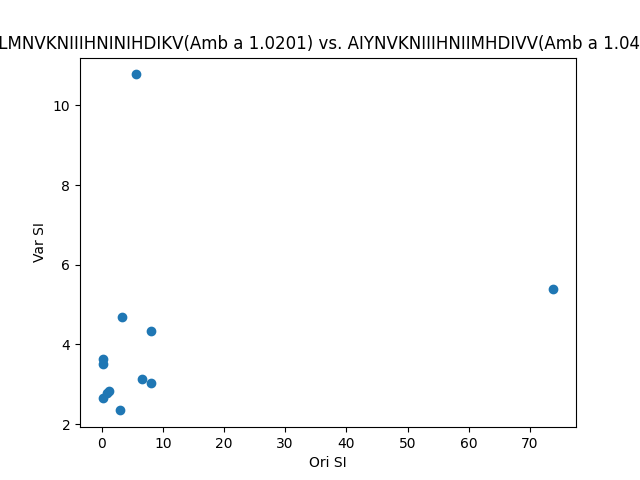 LMNVKNIIIHNINIHDIKV(Amb a 1.0201) vs. AIYNVKNIIIHNIIMHDIVV(Amb a 1.04
10
8
6
4
2
Var SI
0 10 20 30 40 50 60 70
Ori SI